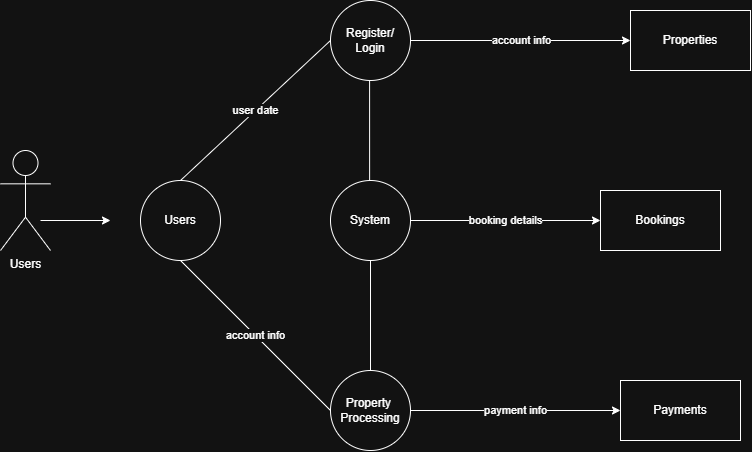 Register/
Login
account info
Properties
user date
Users
System
booking details
Bookings
Users
account info
Property
Processing
payment info
Payments